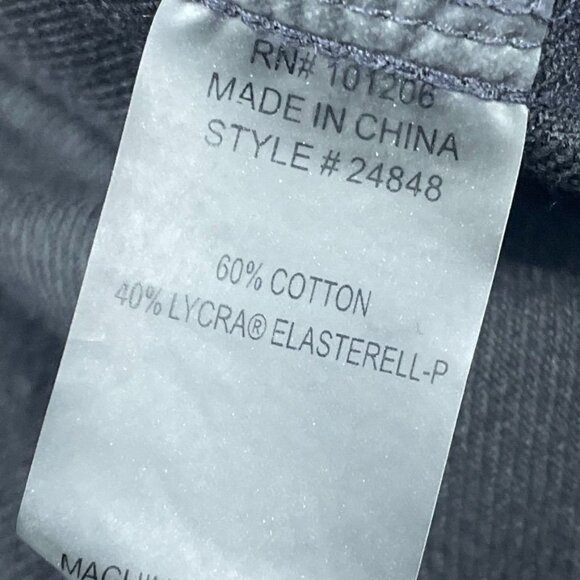 RN# 101206
MADE IN CHINA
STYLE # 24848
60% COTTON
40% LYCRA® ELASTERELL-P